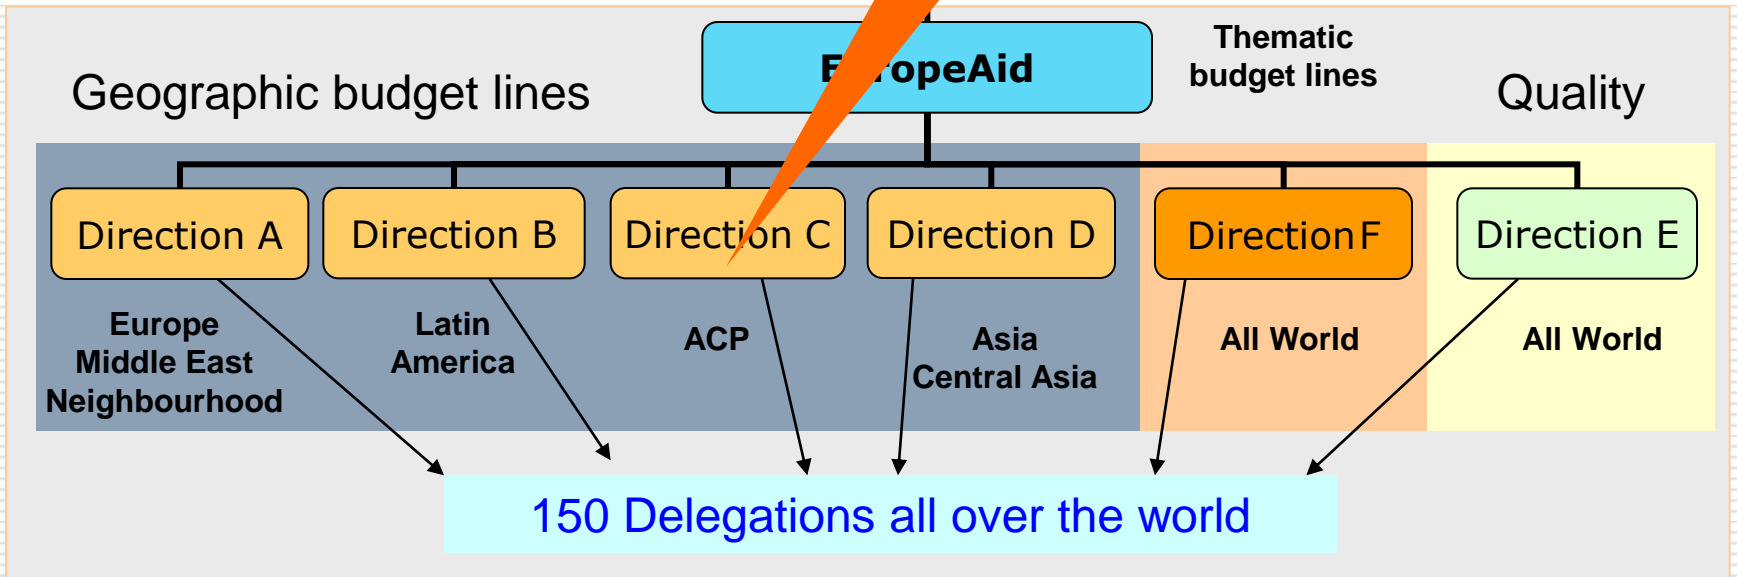 EuropeAid
Thematic
budget lines
Geographic budget lines
Quality
Direction A
Direction B
Direction C
Direction D
Direction F
Direction E
Europe
Middle East
Neighbourhood
Latin
America
ACP
Asia
Central Asia
All World
All World
150 Delegations all over the world